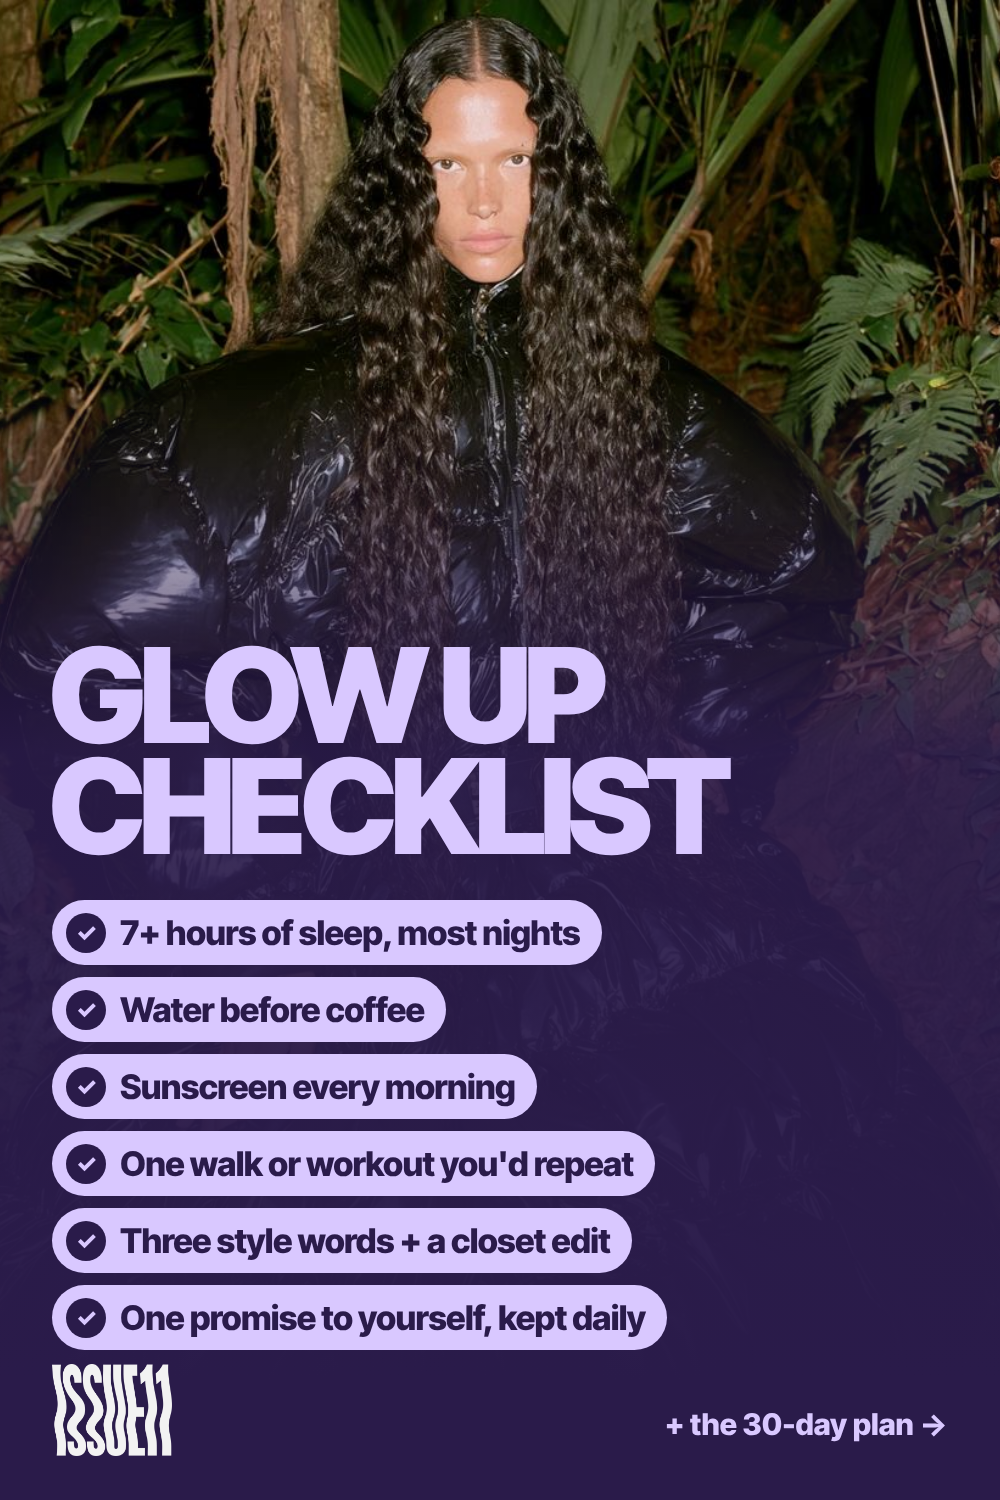 GLOW UP
CHECKLIST
7+ hours of sleep, most nights
Water before coffee
Sunscreen every morning
One walk or workout you'd repeat
Three style words + a closet edit
One promise to yourself, kept daily
ISSUE11
+ the 30-day plan →